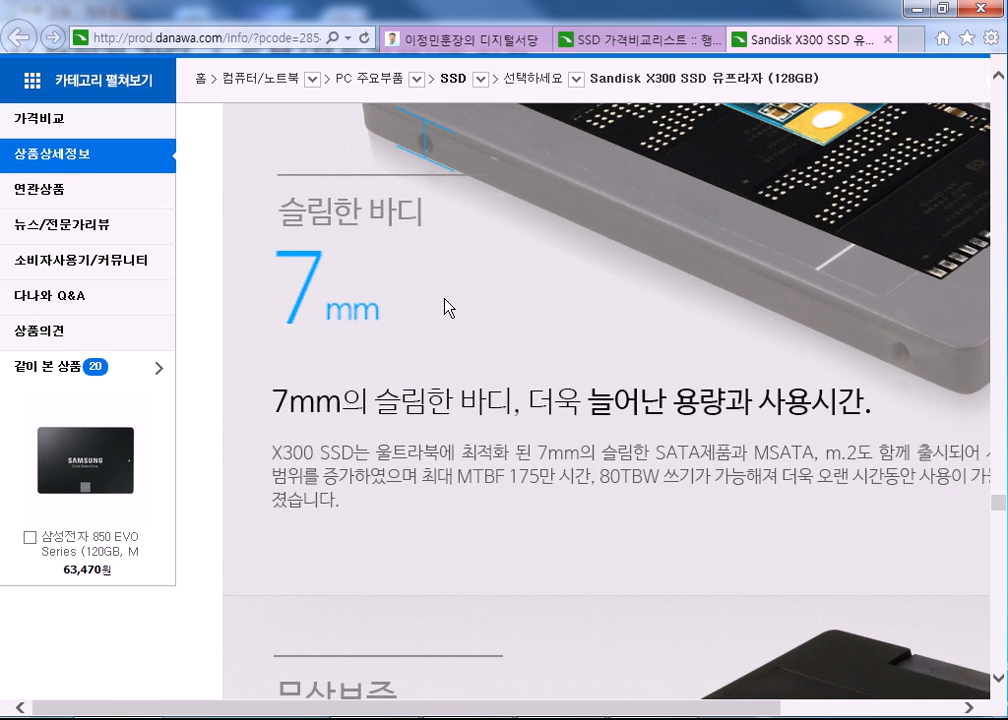 http://prod.danawa.com/info/?pcode=285
이정민훈장의 디지털서당
SSD 가격비교리스트 :: 행...
Sandisk X300 SSD 유...
카테고리 펼쳐보기
홈 > 컴퓨터/노트북 > PC 주요부품 > SSD > 선택하세요 Sandisk X300 SSD 유프라자 (128GB)
가격비교
상품상세정보
연관상품
뉴스/전문가리뷰
소비자사용기/커뮤니티
다나와 Q&A
상품의견
같이 본 상품 20
SAMSUNG
삼성전자 850 EVO
Series (120GB, M
63,470원
슬림한 바디
7mm
7mm의 슬림한 바디, 더욱 늘어난 용량과 사용시간.
X300 SSD는 울트라북에 최적화 된 7mm의 슬림한 SATA제품과 MSATA, m.2도 함께 출시되어
범위를 증가하였으며 최대 MTBF 175만 시간, 80TBW 쓰기가 가능해져 더욱 오랜 시간동안 사용이 가
졌습니다.
무상보증